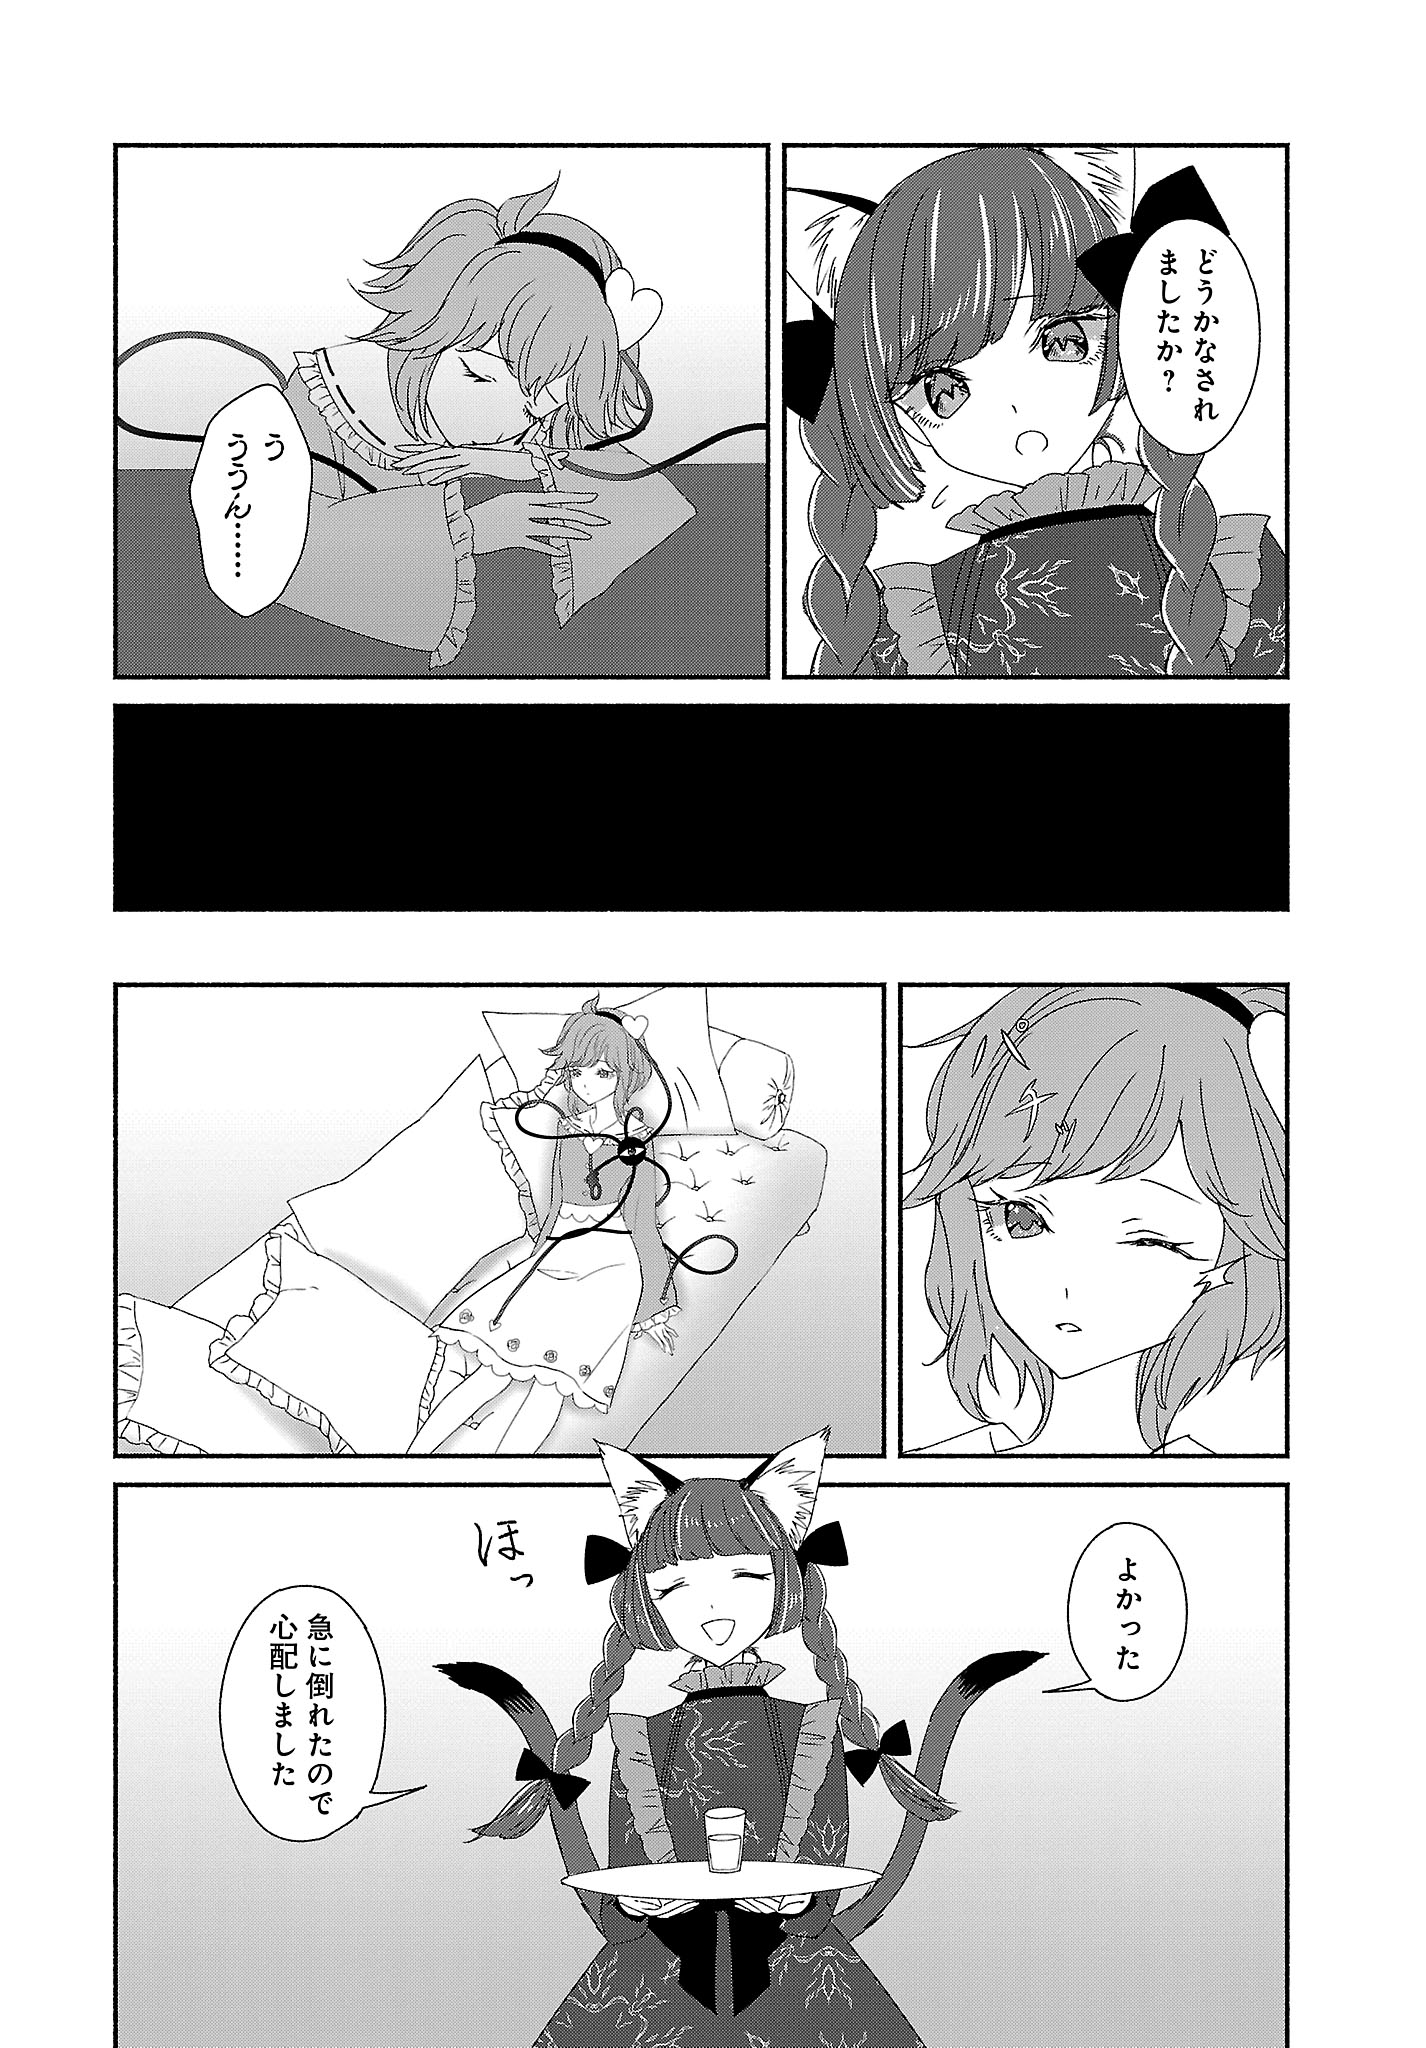 どうかなされ
ましたか?
う
ううん……
よかった
ほっ
急に倒れたので
心配しました